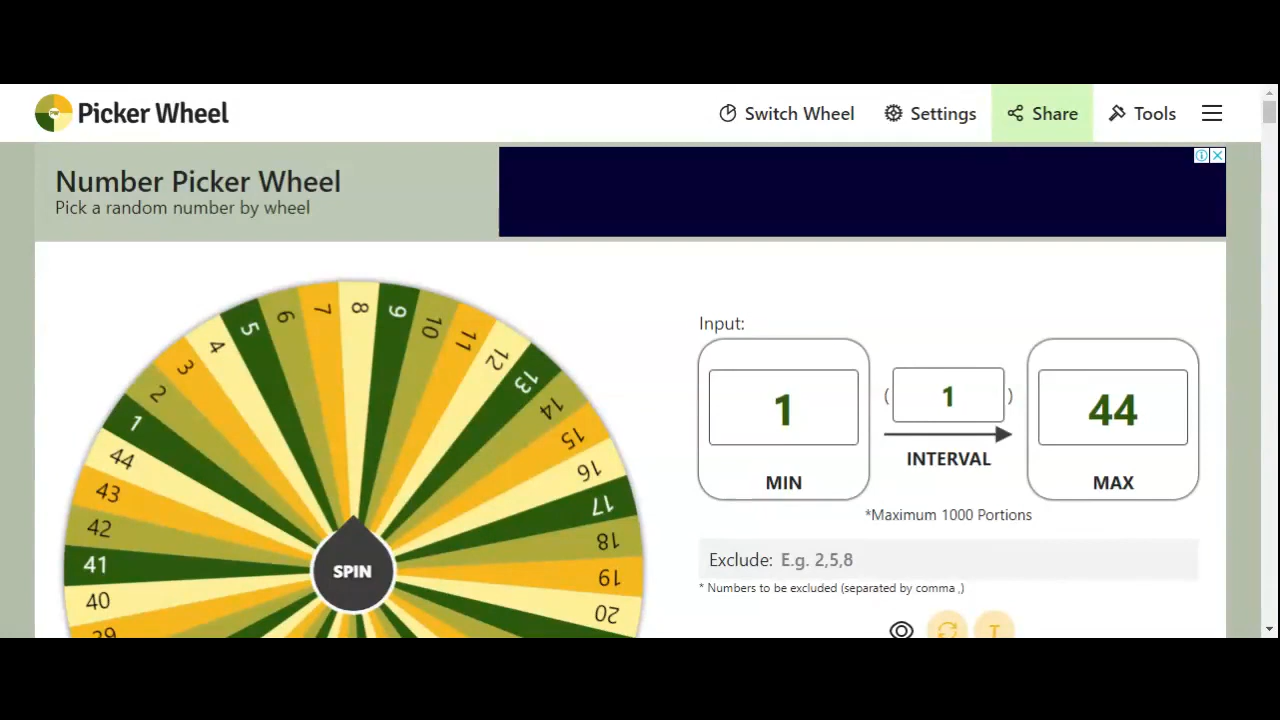 Picker Wheel
Switch Wheel
Settings
Share
Tools
Number Picker Wheel
Pick a random number by wheel
1
2
3
4
5
6
7
8
9
10
11
12
13
14
15
16
17
18
19
20
44
43
42
41
40
39
SPIN
Input:
1
MIN
( 1 )
INTERVAL
44
MAX
*Maximum 1000 Portions
Exclude: E.g. 2,5,8
* Numbers to be excluded (separated by comma ,)